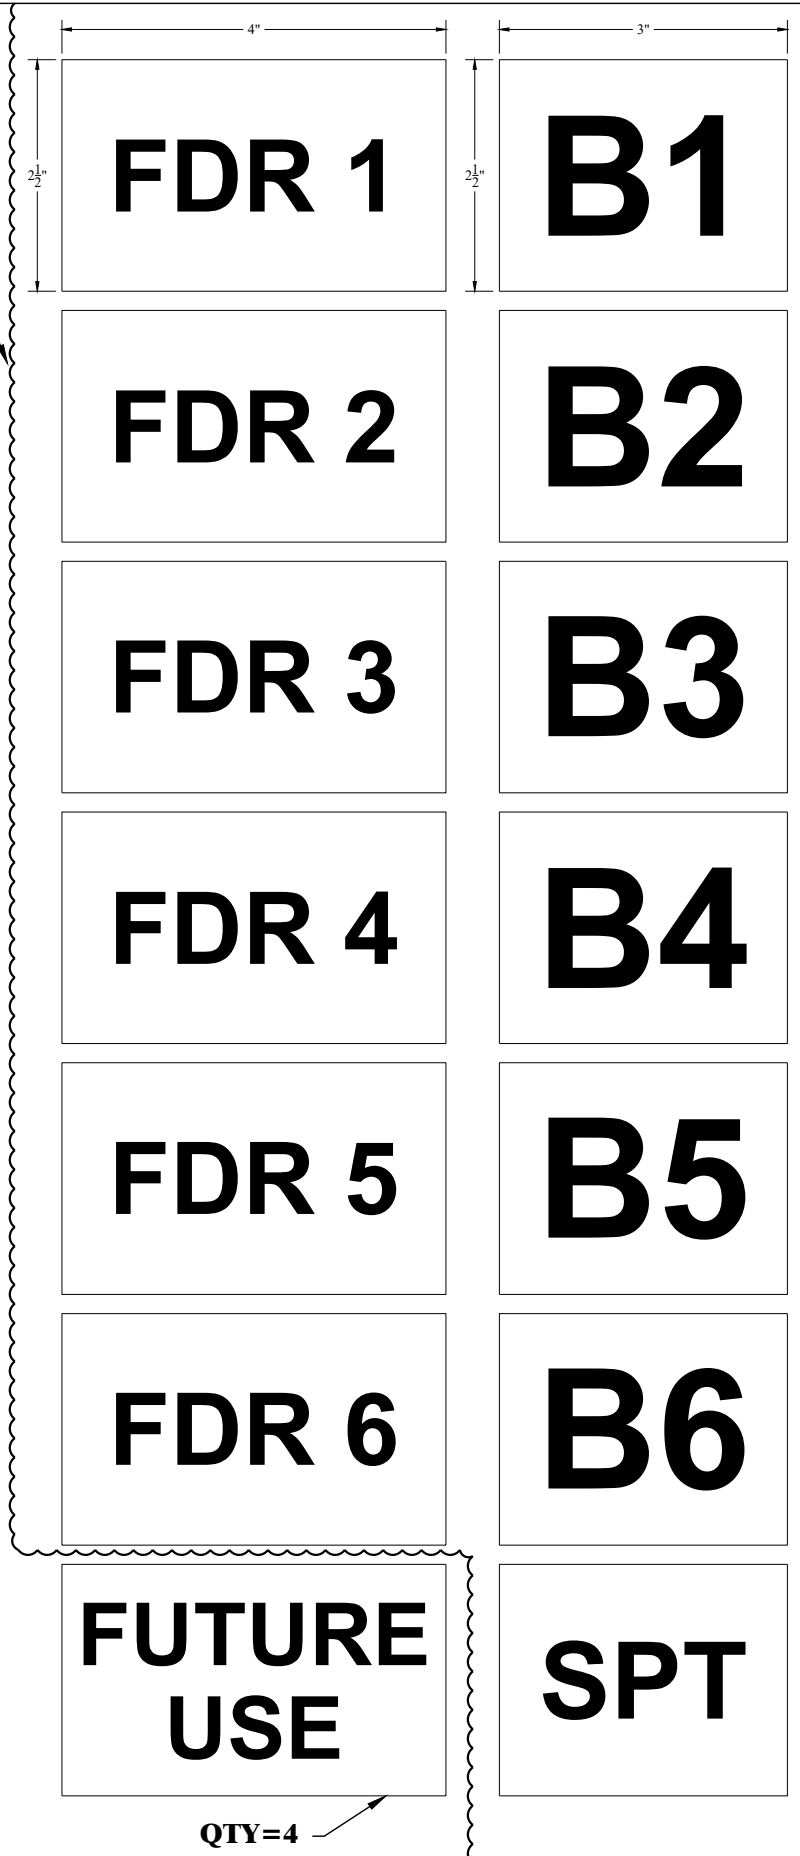 4"
3"
2½"
2½"
FDR 1
B1
FDR 2
B2
FDR 3
B3
FDR 4
B4
FDR 5
B5
FDR 6
B6
FUTURE
USE
SPT
QTY=4